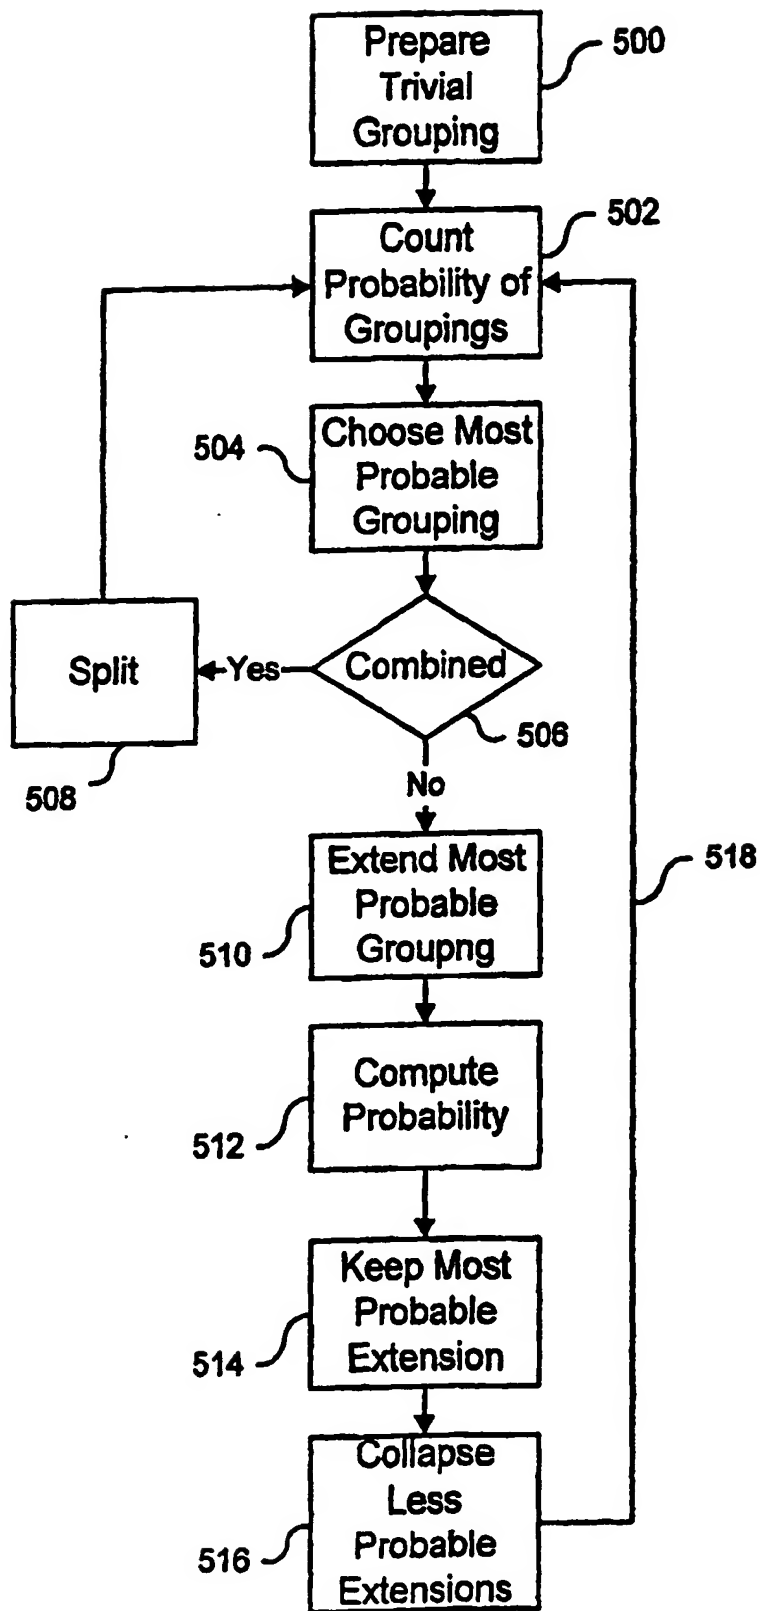 Prepare
Trivial
Grouping
500
Count
Probability of
Groupings
502
Choose Most
Probable
Grouping
504
Combined
506
Yes
Split
508
No
Extend Most
Probable
Groupng
510
518
Compute
Probability
512
Keep Most
Probable
Extension
514
Collapse
Less
Probable
Extensions
516